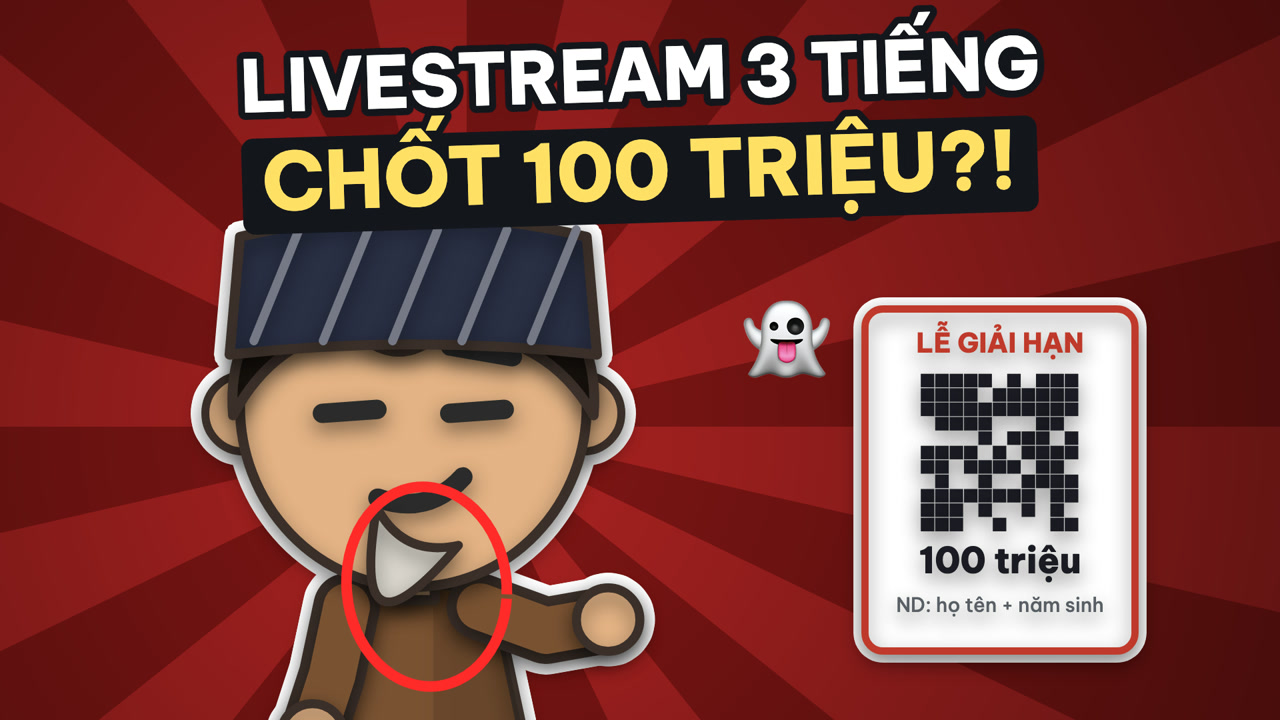 LIVESTREAM 3 TIẾNG
CHỐT 100 TRIỆU?!
LỄ GIẢI HẠN
100 triệu
ND: họ tên + năm sinh